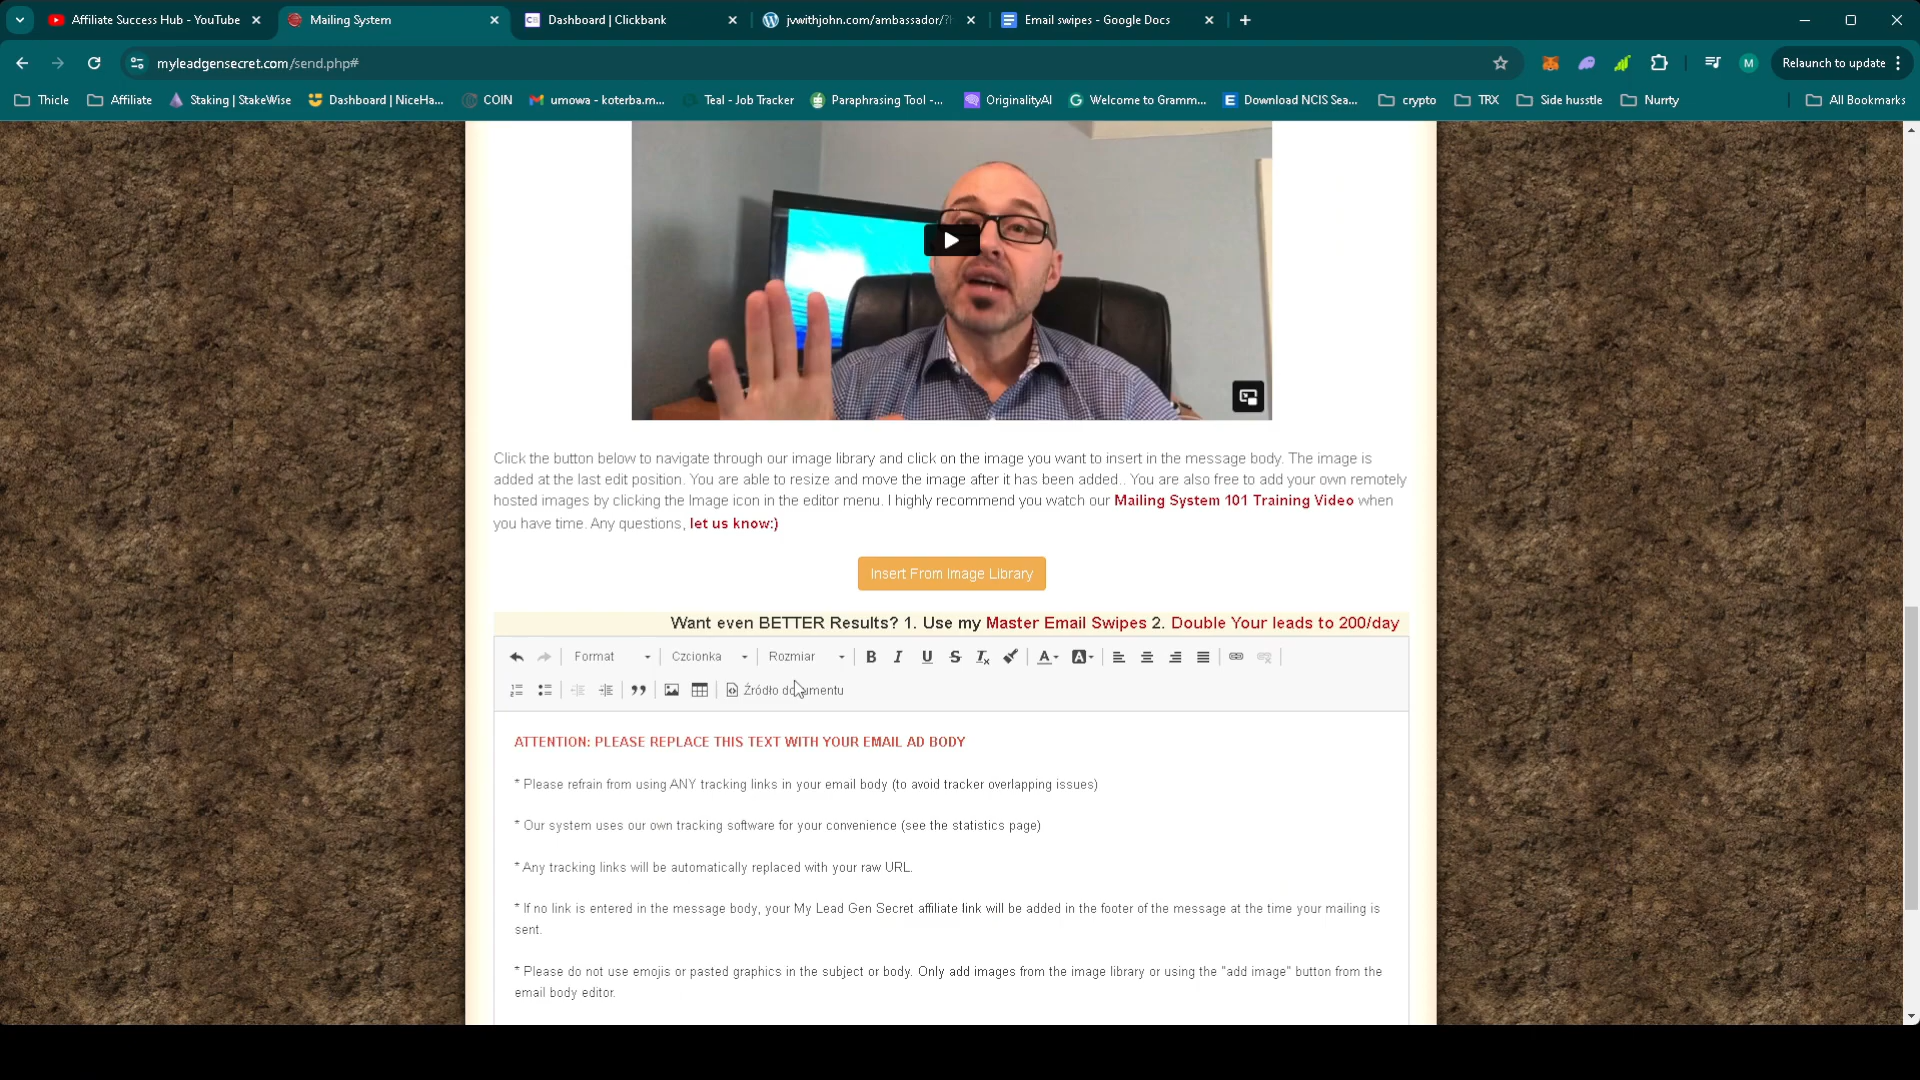 Affiliate Success Hub - YouTube
Mailing System
Dashboard | Clickbank
jvwithjohn.com/ambassador/?
Email swipes - Google Docs
myleadgensecret.com/send.php#
M
Relaunch to update
Thicle
Affiliate
Staking | StakeWise
Dashboard | NiceHa...
COIN
umowa - koterba.m...
Teal - Job Tracker
Paraphrasing Tool -...
OriginalityAI
Welcome to Gramm...
Download NCIS Sea...
crypto
TRX
Side husstle
Nurrty
All Bookmarks
Click the button below to navigate through our image library and click on the image you want to insert in the message body. The image is
added at the last edit position. You are able to resize and move the image after it has been added.. You are also free to add your own remotely
hosted images by clicking the Image icon in the editor menu. I highly recommend you watch our Mailing System 101 Training Video when
you have time. Any questions, let us know:)
Insert From Image Library
Want even BETTER Results? 1. Use my Master Email Swipes 2. Double Your leads to 200/day
Format Czcionka Rozmiar
Źródło dokumentu
ATTENTION: PLEASE REPLACE THIS TEXT WITH YOUR EMAIL AD BODY
* Please refrain from using ANY tracking links in your email body (to avoid tracker overlapping issues)
* Our system uses our own tracking software for your convenience (see the statistics page)
* Any tracking links will be automatically replaced with your raw URL.
* If no link is entered in the message body, your My Lead Gen Secret affiliate link will be added in the footer of the message at the time your mailing is
sent.
* Please do not use emojis or pasted graphics in the subject or body. Only add images from the image library or using the "add image" button from the
email body editor.